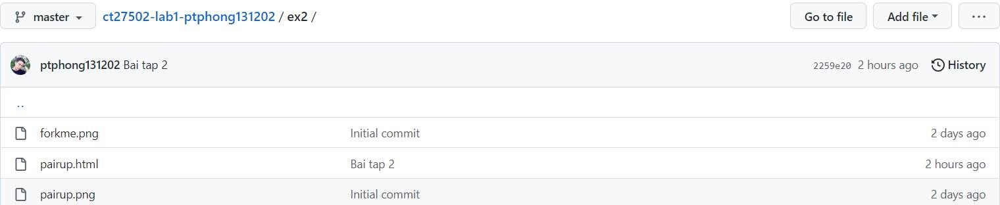 master ct27502-lab1-ptphong131202 / ex2 / Go to file Add file ...
ptphong131202 Bai tap 2 2259e20 2 hours ago History
..
forkme.png Initial commit 2 days ago
pairup.html Bai tap 2 2 hours ago
pairup.png Initial commit 2 days ago